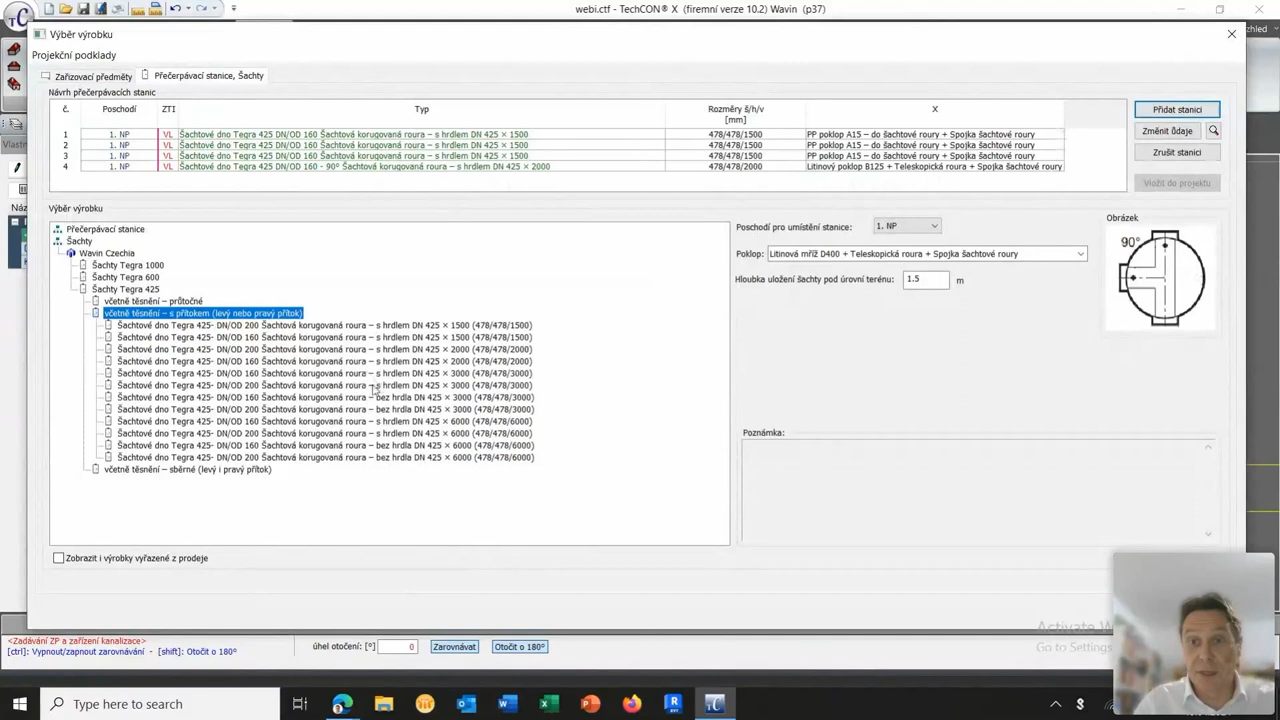 webi.ctf - TechCON® X (firemní verze 10.2) Wavin (p37)
Výběr výrobku
Projekční podklady
zhled
Zařizovací předměty
Přečerpávací stanice, Šachty
Návrh přečerpávacích stanic
č. Poschodí ZTI Typ Rozměry š/h/v [mm] X
1 1. NP VL Šachtové dno Tegra 425 DN/OD 160 Šachtová korugovaná roura – s hrdlem DN 425 × 1500 478/478/1500 PP poklop A15 – do šachtové roury + Spojka šachtové roury
2 1. NP VL Šachtové dno Tegra 425 DN/OD 160 Šachtová korugovaná roura – s hrdlem DN 425 × 1500 478/478/1500 PP poklop A15 – do šachtové roury + Spojka šachtové roury
3 1. NP VL Šachtové dno Tegra 425 DN/OD 160 Šachtová korugovaná roura – s hrdlem DN 425 × 1500 478/478/1500 PP poklop A15 – do šachtové roury + Spojka šachtové roury
4 1. NP VL Šachtové dno Tegra 425 DN/OD 160 - 90° Šachtová korugovaná roura – s hrdlem DN 425 × 2000 478/478/2000 Litinový poklop B125 + Teleskopická roura + Spojka šachtové roury
Přidat stanici
Změnit údaje
Zrušit stanici
Vložit do projektu
Vlastn
Náz
Výběr výrobku
Přečerpávací stanice
Šachty
Wavin Czechia
Šachty Tegra 1000
Šachty Tegra 600
Šachty Tegra 425
včetně těsnění – průtočné
včetně těsnění – s přítokem (levý nebo pravý přítok)
Šachtové dno Tegra 425- DN/OD 200 Šachtová korugovaná roura – s hrdlem DN 425 × 1500 (478/478/1500)
Šachtové dno Tegra 425- DN/OD 160 Šachtová korugovaná roura – s hrdlem DN 425 × 1500 (478/478/1500)
Šachtové dno Tegra 425- DN/OD 200 Šachtová korugovaná roura – s hrdlem DN 425 × 2000 (478/478/2000)
Šachtové dno Tegra 425- DN/OD 160 Šachtová korugovaná roura – s hrdlem DN 425 × 2000 (478/478/2000)
Šachtové dno Tegra 425- DN/OD 160 Šachtová korugovaná roura – s hrdlem DN 425 × 3000 (478/478/3000)
Šachtové dno Tegra 425- DN/OD 200 Šachtová korugovaná roura – s hrdlem DN 425 × 3000 (478/478/3000)
Šachtové dno Tegra 425- DN/OD 160 Šachtová korugovaná roura – bez hrdla DN 425 × 3000 (478/478/3000)
Šachtové dno Tegra 425- DN/OD 200 Šachtová korugovaná roura – bez hrdla DN 425 × 3000 (478/478/3000)
Šachtové dno Tegra 425- DN/OD 160 Šachtová korugovaná roura – s hrdlem DN 425 × 6000 (478/478/6000)
Šachtové dno Tegra 425- DN/OD 200 Šachtová korugovaná roura – s hrdlem DN 425 × 6000 (478/478/6000)
Šachtové dno Tegra 425- DN/OD 160 Šachtová korugovaná roura – bez hrdla DN 425 × 6000 (478/478/6000)
Šachtové dno Tegra 425- DN/OD 200 Šachtová korugovaná roura – bez hrdla DN 425 × 6000 (478/478/6000)
včetně těsnění – sběrné (levý i pravý přítok)
Poschodí pro umístění stanice: 1. NP
Poklop: Litinová mříž D400 + Teleskopická roura + Spojka šachtové roury
Hloubka uložení šachty pod úrovní terénu: 1.5 m
Obrázek
90°
Poznámka:
Zobrazit i výrobky vyřazené z prodeje
Activate W
Go to Settings
<Zadávání ZP a zařízení kanalizace>
[ctrl]: Vypnout/zapnout zarovnávání - [shift]: Otočit o 180°
úhel otočení: [°] 0 Zarovnávat Otočit o 180°
Type here to search